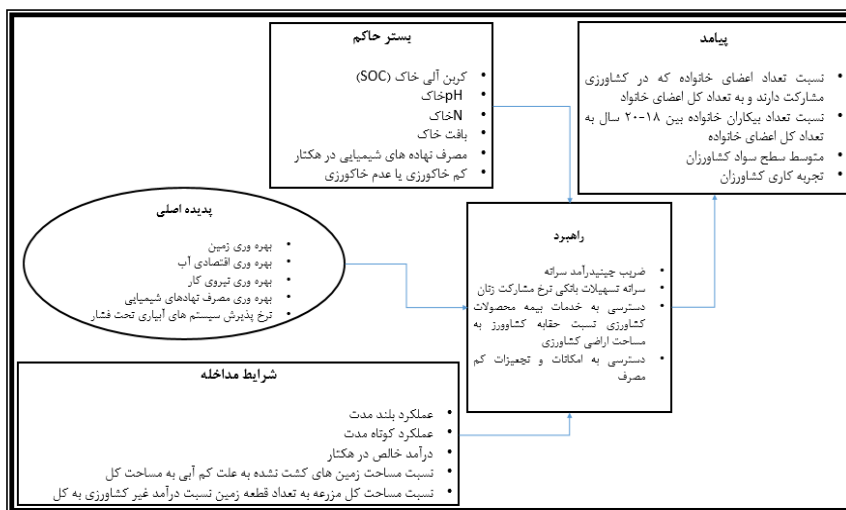 بستر حاکم
کربن آلی خاک (SOC)
pHخاک
Nخاک
بافت خاک
مصرف نهاده های شیمیایی در هکتار
کم خاکورزی یا عدم خاکورزی
پیامد
نسبت تعداد اعضای خانواده که در کشاورزی
مشارکت دارند و به تعداد کل اعضای خانواد
نسبت تعداد بیکاران خانواده بین ۱۸-۲۰ سال به
تعداد کل اعضای خانواده
متوسط سطح سواد کشاورزان
تجربه کاری کشاورزان
پدیده اصلی
بهره وری زمین
بهره وری اقتصادی آب
بهره وری نیروی کار
بهره وری مصرف نهادهای شیمیایی
نرخ پذیرش سیستم های آبیاری تحت فشار
راهبرد
ضریب جینیدرآمد سرانه
سرانه تسهیلات بانکی نرخ مشارکت زنان
دسترسی به خدمات بیمه محصولات
کشاورزی نسبت حقابه کشاوورز به
مساحت اراضی کشاورزی
دسترسی به امکانات و تجهیزات کم
مصرف
شرایط مداخله
عملکرد بلند مدت
عملکرد کوتاه مدت
درآمد خالص در هکتار
نسبت مساحت زمین های کشت نشده به علت کم آبی به مساحت کل
نسبت مساحت کل مزرعه به تعداد قطعه زمین نسبت درآمد غیر کشاورزی به کل